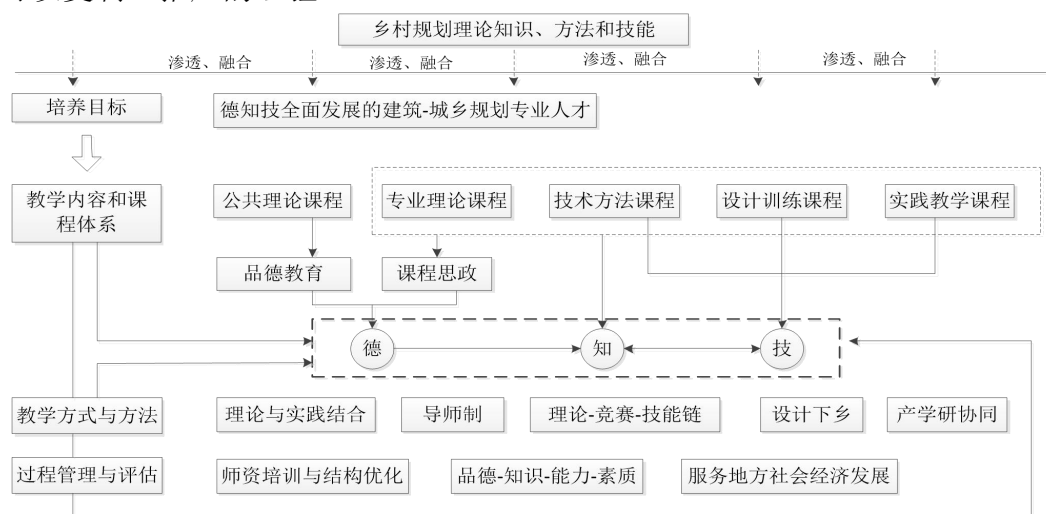 乡村规划理论知识、方法和技能
渗透、融合 渗透、融合 渗透、融合 渗透、融合
培养目标 德知技全面发展的建筑-城乡规划专业人才
教学内容和课
程体系
公共理论课程 专业理论课程 技术方法课程 设计训练课程 实践教学课程
品德教育 课程思政
德 知 技
教学方式与方法 理论与实践结合 导师制 理论-竞赛-技能链 设计下乡 产学研协同
过程管理与评估 师资培训与结构优化 品德-知识-能力-素质 服务地方社会经济发展